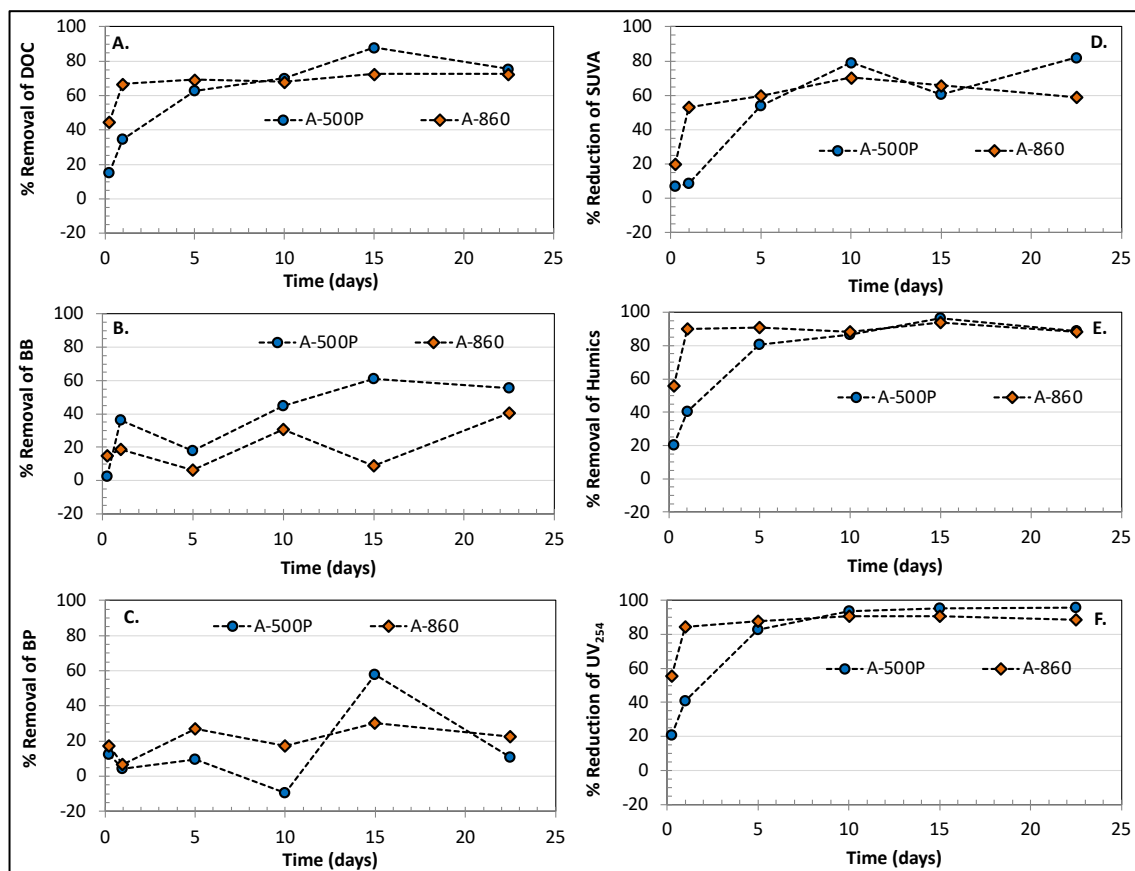 A.
% Removal of DOC
100
80
60
40
20
0
-20
A-500P A-860
0 5 10 15 20 25
Time (days)
B.
% Removal of BB
100
80
60
40
20
0
-20
A-500P A-860
0 5 10 15 20 25
Time (days)
C.
% Removal of BP
100
80
60
40
20
0
-20
A-500P A-860
0 5 10 15 20 25
Time (days)
D.
% Reduction of SUVA
100
80
60
40
20
0
-20
A-500P A-860
0 5 10 15 20 25
Time (days)
E.
% Removal of Humics
100
80
60
40
20
0
-20
A-500P A-860
0 5 10 15 20 25
Time (days)
F.
% Reduction of UV₂₅₄
100
80
60
40
20
0
-20
A-500P A-860
0 5 10 15 20 25
Time (days)